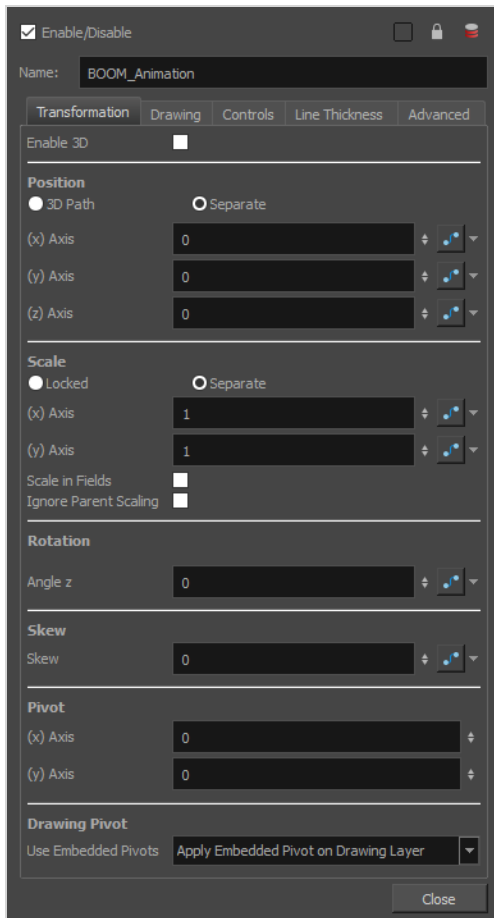 Enable/Disable
Name: BOOM_Animation
Transformation Drawing Controls Line Thickness Advanced
Enable 3D
Position
3D Path Separate
(x) Axis 0
(y) Axis 0
(z) Axis 0
Scale
Locked Separate
(x) Axis 1
(y) Axis 1
Scale in Fields
Ignore Parent Scaling
Rotation
Angle z 0
Skew
Skew 0
Pivot
(x) Axis 0
(y) Axis 0
Drawing Pivot
Use Embedded Pivots Apply Embedded Pivot on Drawing Layer
Close